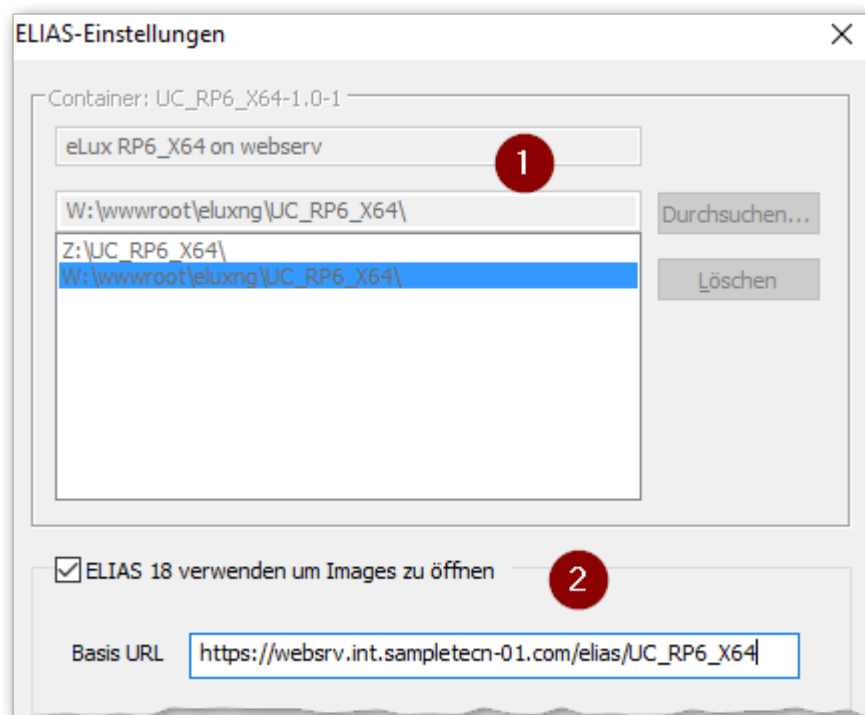 ELIAS-Einstellungen
Container: UC_RP6_X64-1.0-1
eLux RP6_X64 on webserv
1
W:\wwwroot\eluxng\UC_RP6_X64\
Durchsuchen...
Z:\UC_RP6_X64\
W:\wwwroot\eluxng\UC_RP6_X64\
Löschen
ELIAS 18 verwenden um Images zu öffnen
2
Basis URL
https://websrv.int.sampletecn-01.com/elias/UC_RP6_X64